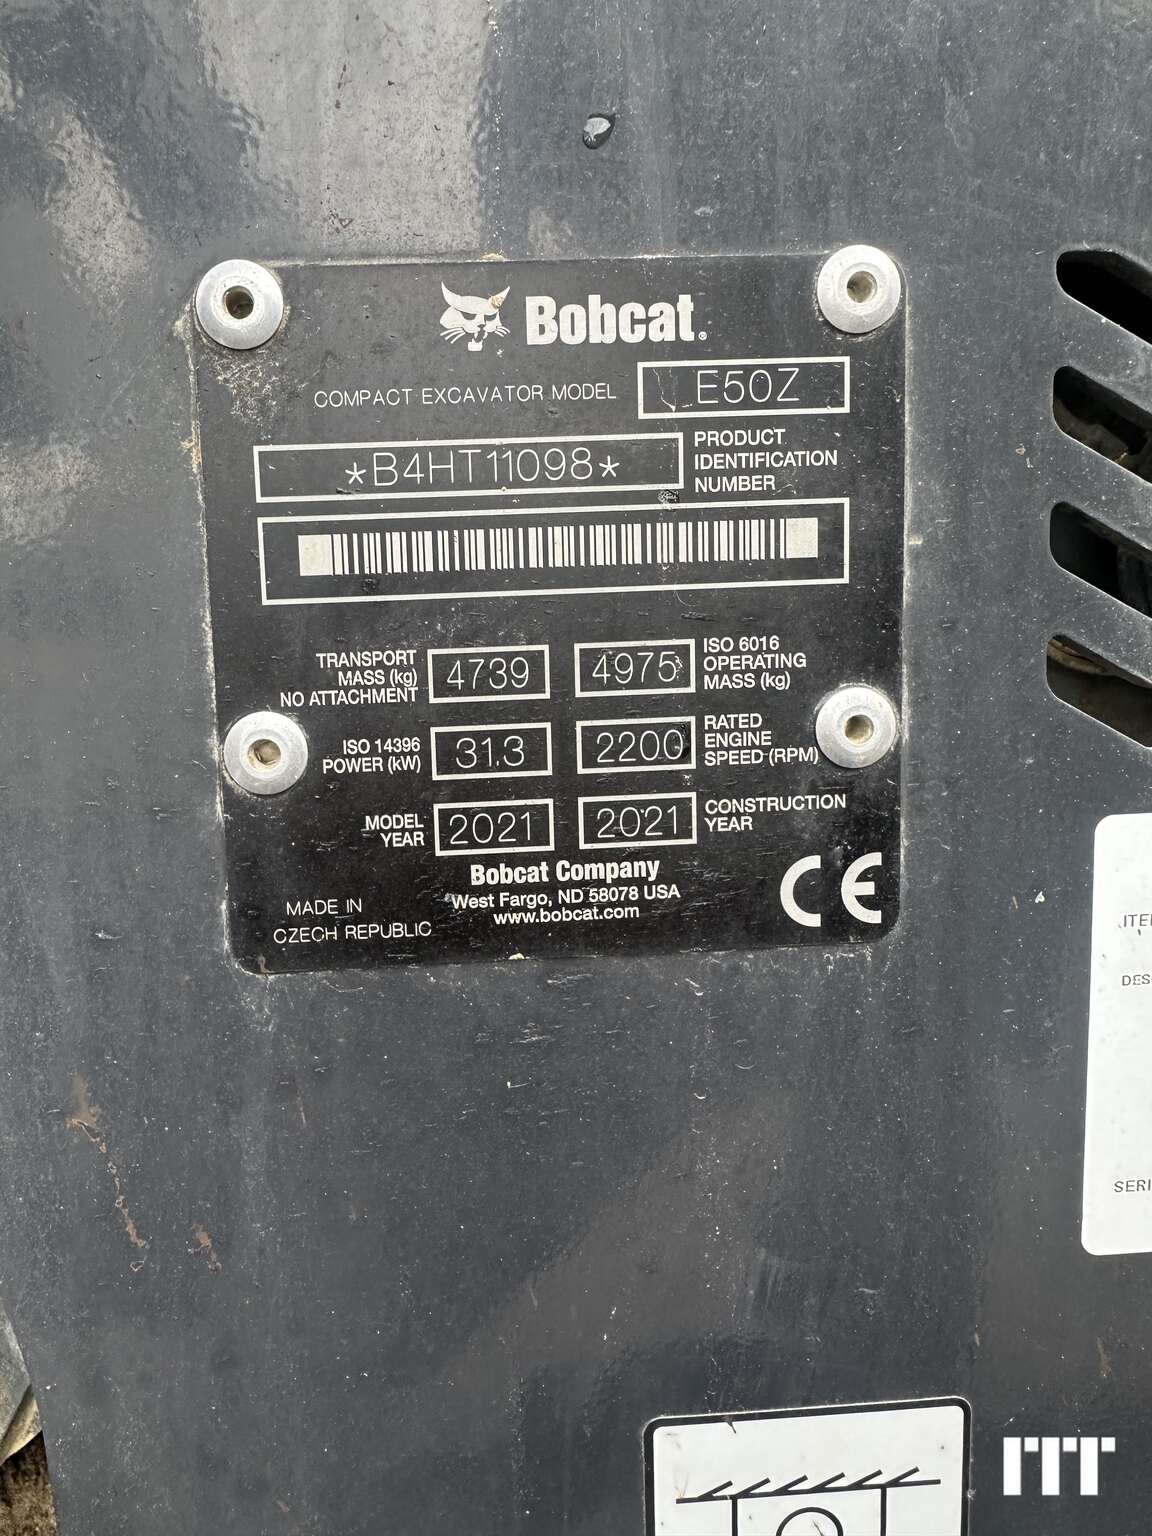 Bobcat®
COMPACT EXCAVATOR MODEL E50Z
*B4HT11098*
PRODUCT
IDENTIFICATION
NUMBER
TRANSPORT
MASS (kg)
NO ATTACHMENT
4739
4975
ISO 6016
OPERATING
MASS (kg)
ISO 14396
POWER (kW)
31.3
2200
RATED
ENGINE
SPEED (RPM)
MODEL
YEAR
2021
2021
CONSTRUCTION
YEAR
Bobcat Company
West Fargo, ND 58078 USA
www.bobcat.com
MADE IN
CZECH REPUBLIC
CE